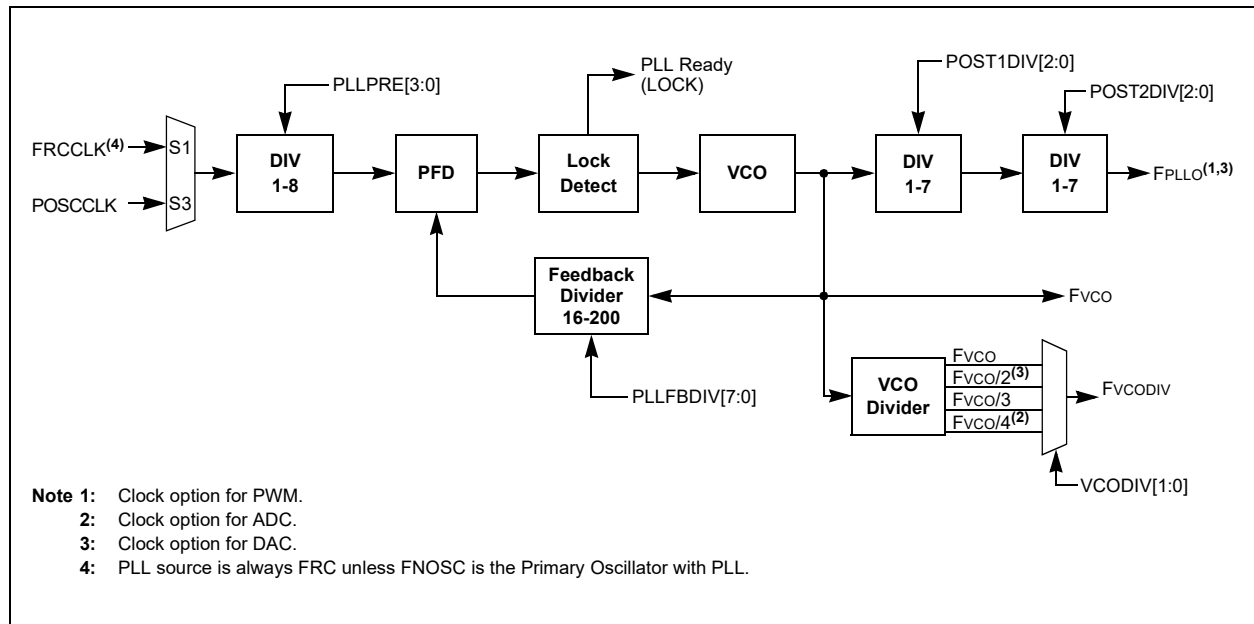 PLLPRE[3:0]
PLL Ready
(LOCK)
POST1DIV[2:0]
POST2DIV[2:0]
FRCCLK(4)
S1
POSCCLK
S3
DIV
1-8
PFD
Lock
Detect
VCO
DIV
1-7
DIV
1-7
FPLLO(1,3)
Feedback
Divider
16-200
FVCO
PLLFBDIV[7:0]
VCO
Divider
FVCO
FVCO/2(3)
FVCO/3
FVCO/4(2)
FVCODIV
VCODIV[1:0]
Note 1: Clock option for PWM.
2: Clock option for ADC.
3: Clock option for DAC.
4: PLL source is always FRC unless FNOSC is the Primary Oscillator with PLL.